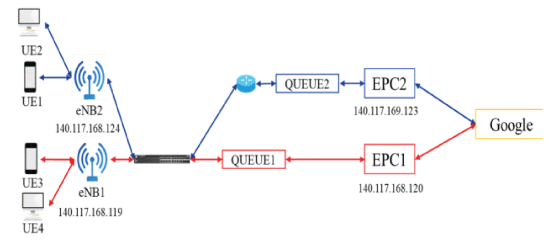 UE2
UE1
eNB2
140.117.168.124
QUEUE2
EPC2
140.117.169.123
Google
UE3
eNB1
UE4
140.117.168.119
QUEUE1
EPC1
140.117.168.120